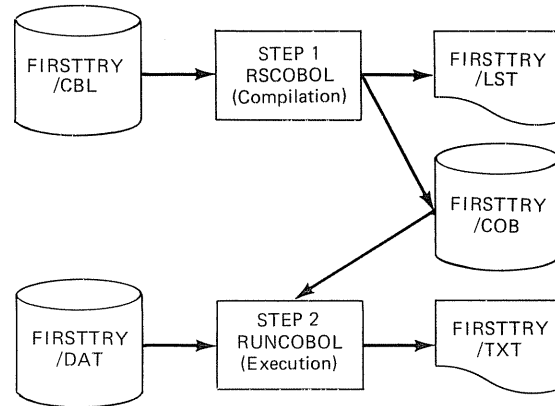 FIRSTTRY
/CBL
STEP 1
RSCOBOL
(Compilation)
FIRSTTRY
/LST
FIRSTTRY
/COB
FIRSTTRY
/DAT
STEP 2
RUNCOBOL
(Execution)
FIRSTTRY
/TXT